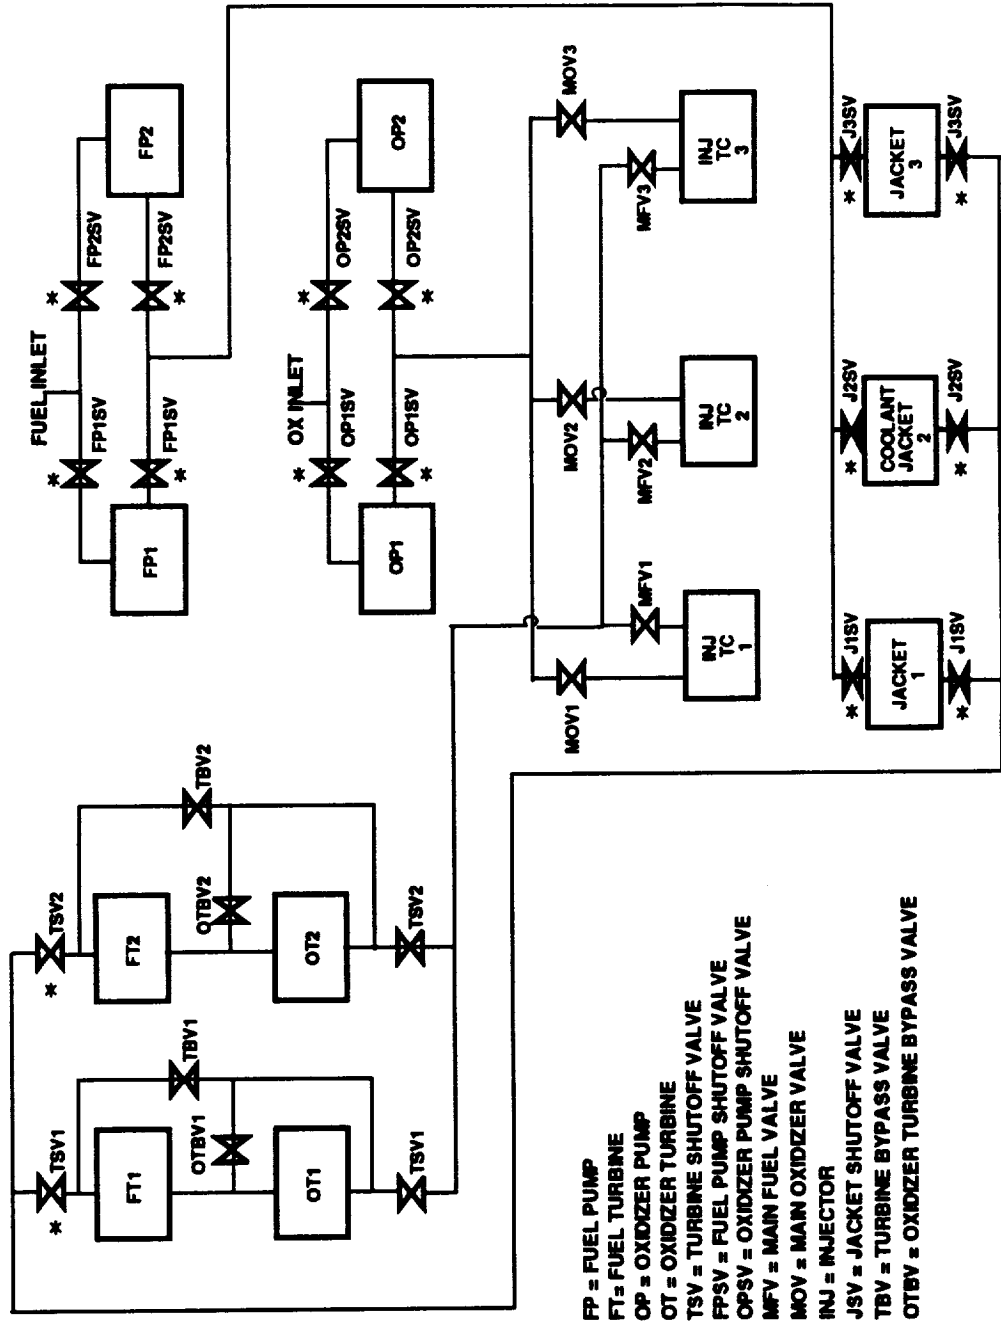 FUEL INLET
*
*
FP1SV
FP2SV
FP1
FP2
FP1SV
FP2SV
*
*
OX INLET
*
*
OP1SV
OP2SV
OP1
OP2
OP1SV
OP2SV
*
*
*
TSV1
*
TSV2
FT1
TBV1
FT2
TBV2
OTBV1
OTBV2
OT1
OT2
TSV1
TSV2
MOV1
MOV2
MOV3
MFV1
MFV2
MFV3
INJ
TC
1
INJ
TC
2
INJ
TC
3
*
J1SV
*
J2SV
*
J3SV
JACKET
1
COOLANT
JACKET
2
JACKET
3
*
J1SV
*
J2SV
*
J3SV
FP = FUEL PUMP
FT = FUEL TURBINE
OP = OXIDIZER PUMP
OT = OXIDIZER TURBINE
TSV = TURBINE SHUTOFF VALVE
FPSV = FUEL PUMP SHUTOFF VALVE
OPSV = OXIDIZER PUMP SHUTOFF VALVE
MFV = MAIN FUEL VALVE
MOV = MAIN OXIDIZER VALVE
INJ = INJECTOR
JSV = JACKET SHUTOFF VALVE
TBV = TURBINE BYPASS VALVE
OTBV = OXIDIZER TURBINE BYPASS VALVE